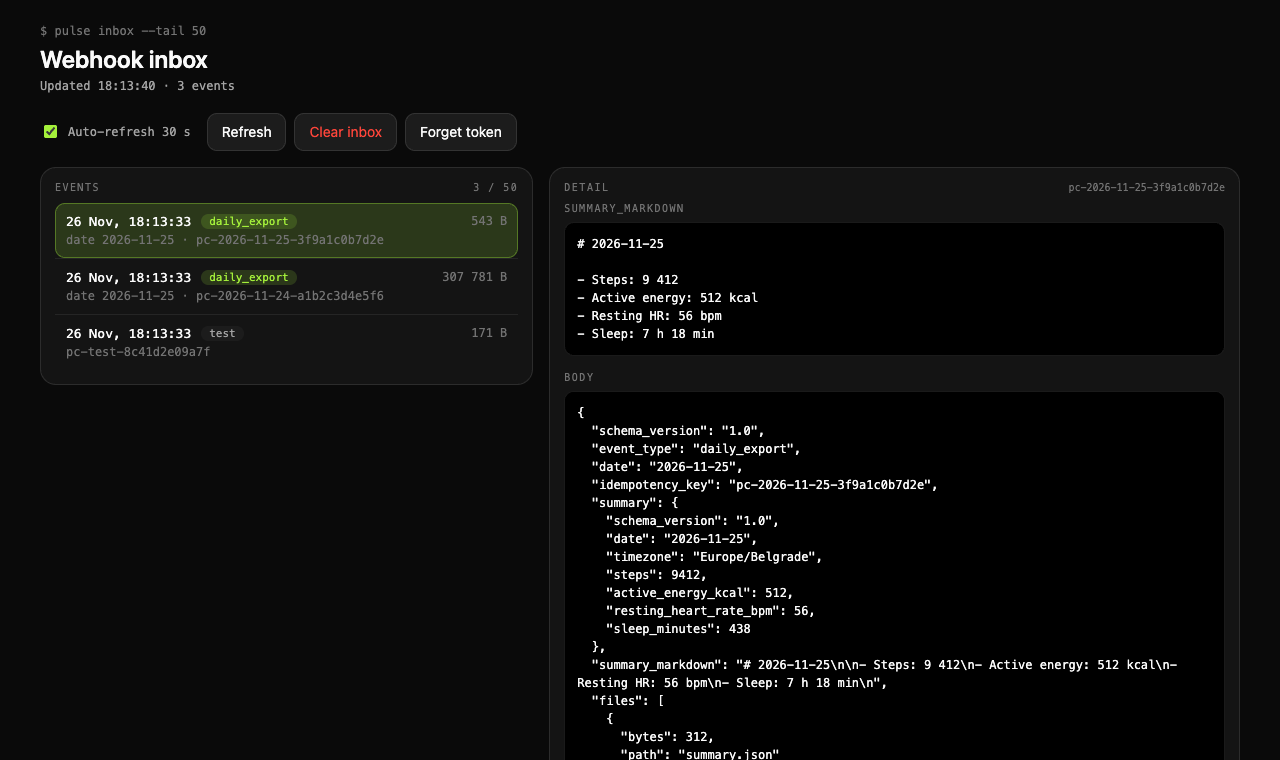 $ pulse inbox --tail 50
Webhook inbox
Updated 18:13:40 · 3 events
Auto-refresh 30 s
Refresh
Clear inbox
Forget token
EVENTS
3 / 50
26 Nov, 18:13:33 daily_export 543 B
date 2026-11-25 · pc-2026-11-25-3f9a1c0b7d2e
26 Nov, 18:13:33 daily_export 307 781 B
date 2026-11-25 · pc-2026-11-24-a1b2c3d4e5f6
26 Nov, 18:13:33 test 171 B
pc-test-8c41d2e09a7f
DETAIL
pc-2026-11-25-3f9a1c0b7d2e
SUMMARY_MARKDOWN
# 2026-11-25
- Steps: 9 412
- Active energy: 512 kcal
- Resting HR: 56 bpm
- Sleep: 7 h 18 min
BODY
{
"schema_version": "1.0",
"event_type": "daily_export",
"date": "2026-11-25",
"idempotency_key": "pc-2026-11-25-3f9a1c0b7d2e",
"summary": {
"schema_version": "1.0",
"date": "2026-11-25",
"timezone": "Europe/Belgrade",
"steps": 9412,
"active_energy_kcal": 512,
"resting_heart_rate_bpm": 56,
"sleep_minutes": 438
},
"summary_markdown": "# 2026-11-25\n\n- Steps: 9 412\n- Active energy: 512 kcal\n-
Resting HR: 56 bpm\n- Sleep: 7 h 18 min\n",
"files": [
{
"bytes": 312,
"path": "summary.json"